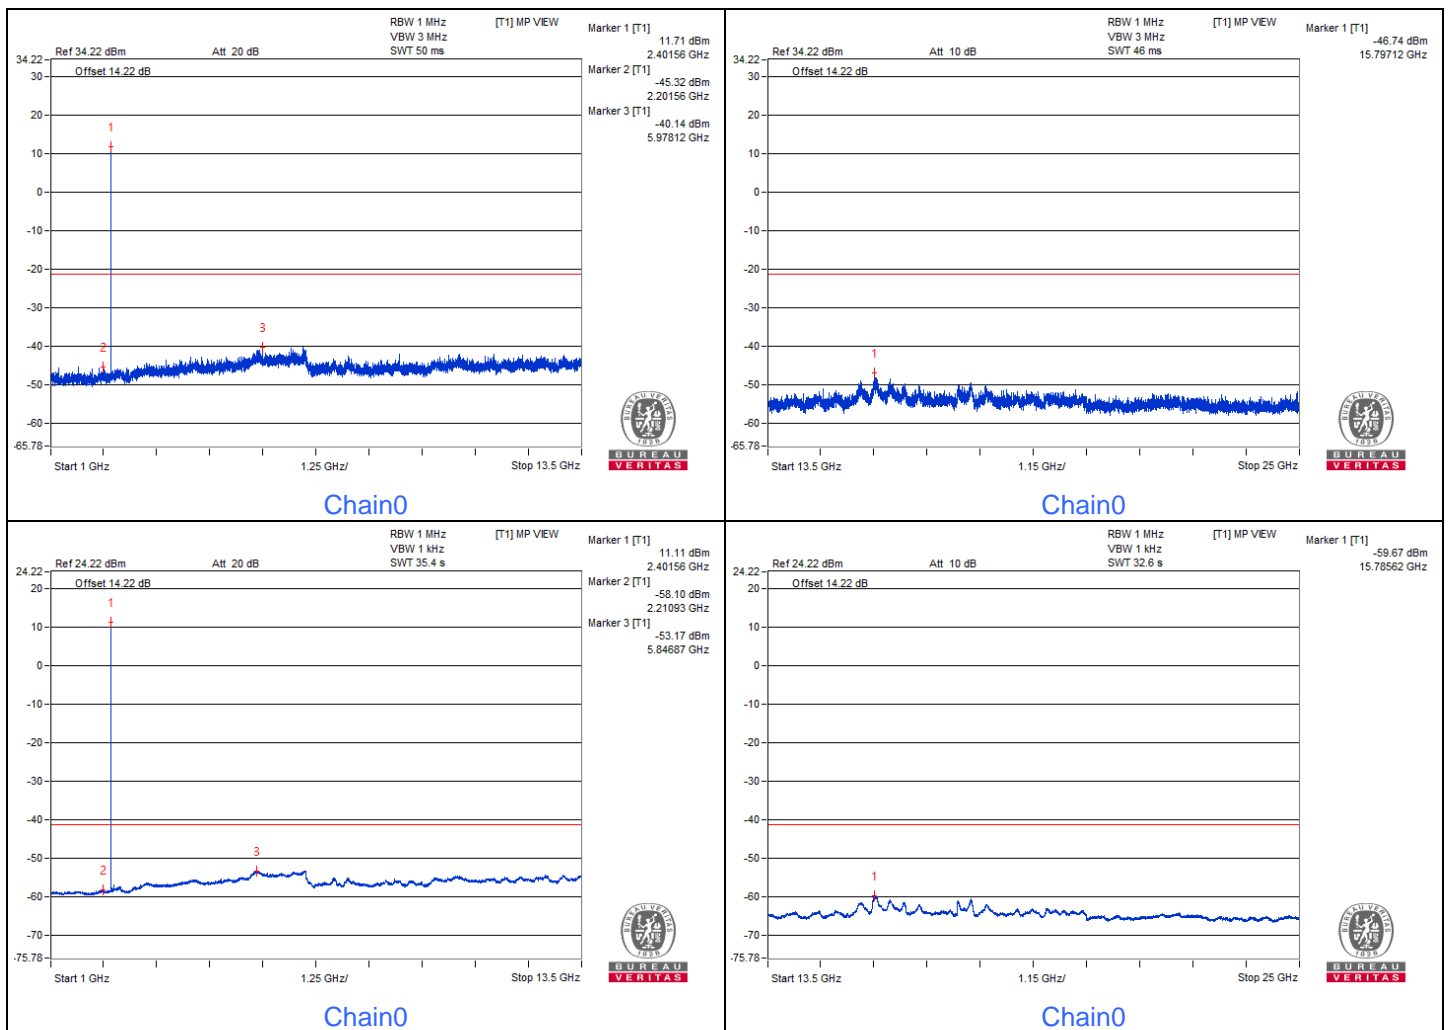 RBW 1 MHz [T1] MP VIEW
VBW 3 MHz
Ref 34.22 dBm Att 20 dB SWT 50 ms
Marker 1 [T1]
11.71 dBm
2.40156 GHz
Marker 2 [T1]
-45.32 dBm
2.20156 GHz
Marker 3 [T1]
-40.14 dBm
5.97812 GHz
34.22
Offset 14.22 dB
30
20
1
10
0
-10
-20
-30
3
-40
2
-50
-60
-65.78
BUREAU VERITAS
1828
BUREAU
VERITAS
Start 1 GHz 1.25 GHz/ Stop 13.5 GHz
Chain0
RBW 1 MHz [T1] MP VIEW
VBW 3 MHz
Ref 34.22 dBm Att 10 dB SWT 46 ms
Marker 1 [T1]
-46.74 dBm
15.79712 GHz
34.22
Offset 14.22 dB
30
20
10
0
-10
-20
-30
-40
1
-50
-60
-65.78
BUREAU VERITAS
1828
BUREAU
VERITAS
Start 13.5 GHz 1.15 GHz/ Stop 25 GHz
Chain0
RBW 1 MHz [T1] MP VIEW
VBW 1 kHz
Ref 24.22 dBm Att 20 dB SWT 35.4 s
Marker 1 [T1]
11.11 dBm
2.40156 GHz
Marker 2 [T1]
-58.10 dBm
2.21093 GHz
Marker 3 [T1]
-53.17 dBm
5.84687 GHz
24.22
Offset 14.22 dB
20
1
10
0
-10
-20
-30
-40
-50
3
2
-60
-70
-75.78
BUREAU VERITAS
1828
BUREAU
VERITAS
Start 1 GHz 1.25 GHz/ Stop 13.5 GHz
Chain0
RBW 1 MHz [T1] MP VIEW
VBW 1 kHz
Ref 24.22 dBm Att 10 dB SWT 32.6 s
Marker 1 [T1]
-59.67 dBm
15.78562 GHz
24.22
Offset 14.22 dB
20
10
0
-10
-20
-30
-40
-50
1
-60
-70
-75.78
BUREAU VERITAS
1828
BUREAU
VERITAS
Start 13.5 GHz 1.15 GHz/ Stop 25 GHz
Chain0